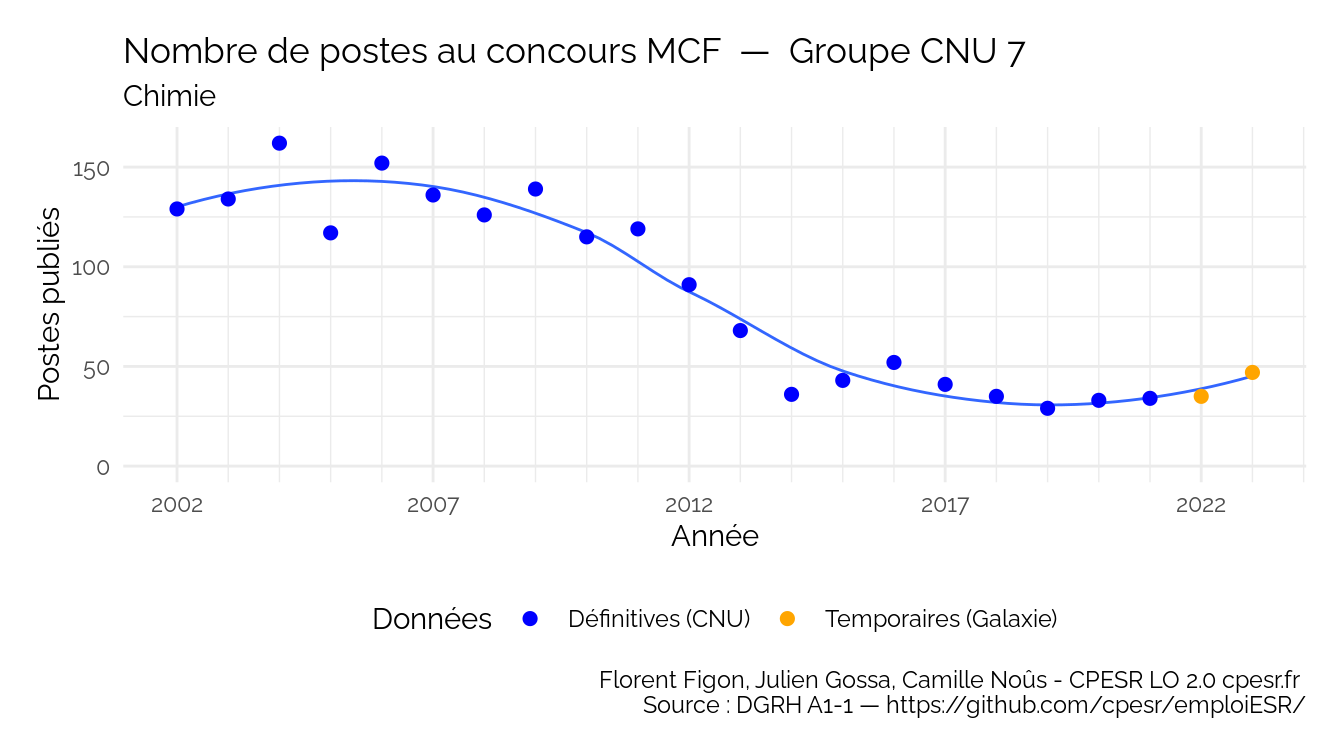 Nombre de postes au concours MCF — Groupe CNU 7
Chimie
Postes publiés
150
100
50
0
2002 2007 2012 2017 2022
Année
Données Définitives (CNU) Temporaires (Galaxie)
Florent Figon, Julien Gossa, Camille Noûs - CPESR LO 2.0 cpesr.fr
Source : DGRH A1-1 — https://github.com/cpesr/emploiESR/